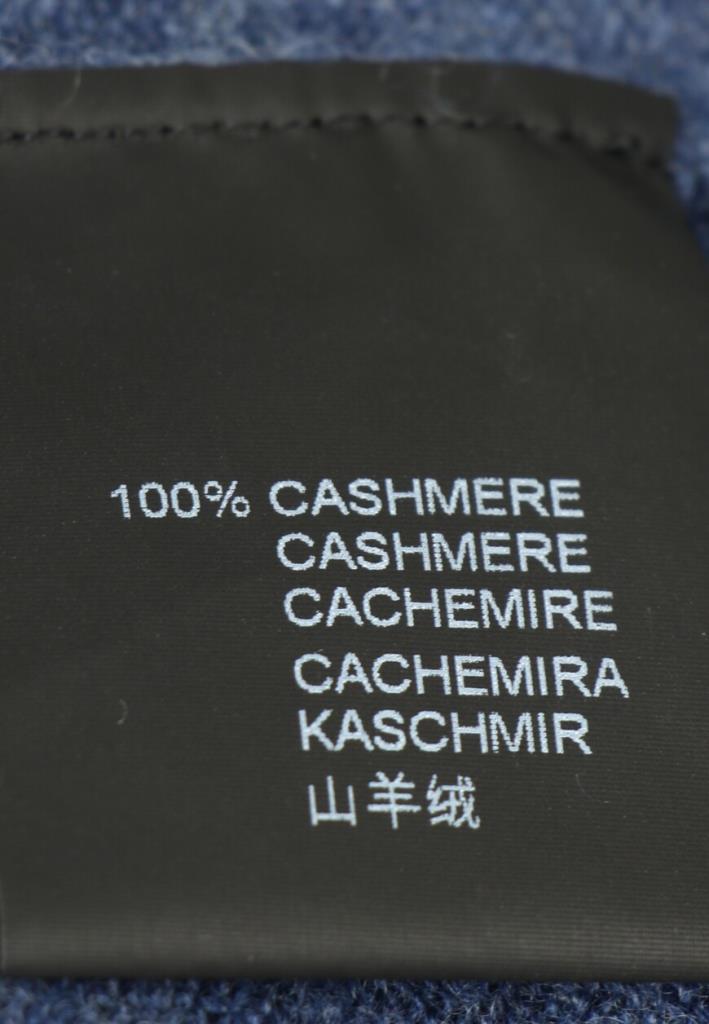 100% CASHMERE
CASHMERE
CACHEMIRE
CACHEMIRA
KASCHMIR
山羊绒